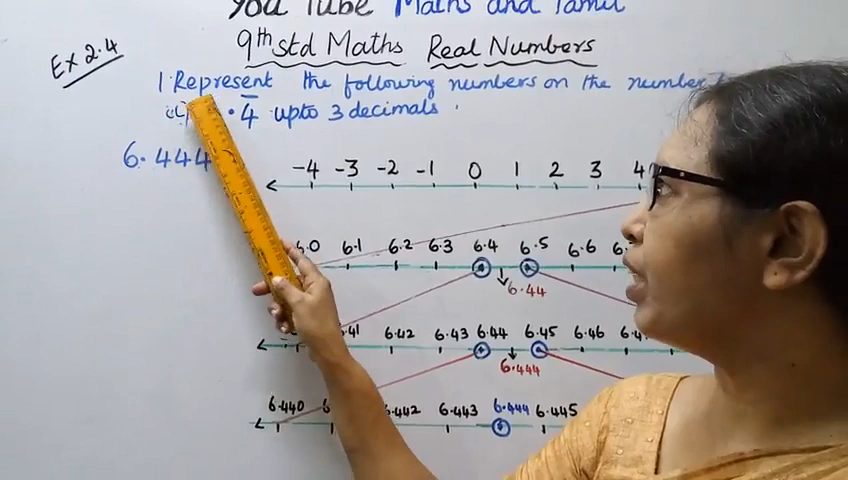 You Tube Maths and Tamil
Ex 2.4
9th std Maths Real Numbers
1. Represent the following numbers on the number
.4 upto 3 decimals
6.444
-4 -3 -2 -1 0 1 2 3 4
6.0 6.1 6.2 6.3 6.4 6.5 6.6
6.44
6.42 6.43 6.44 6.45 6.46
6.444
6.440 6.443 6.444 6.445